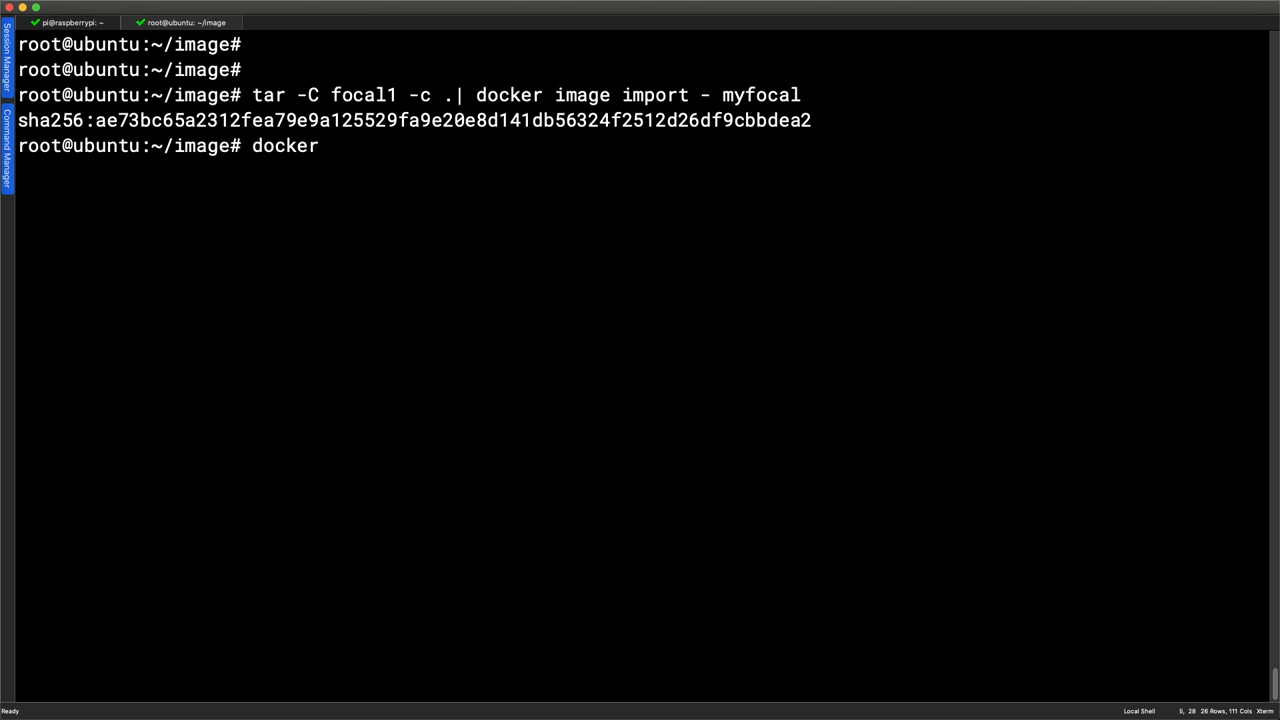 pi@raspberrypi: ~
root@ubuntu: ~/image
Session Manager
Command Manager
root@ubuntu:~/image#
root@ubuntu:~/image#
root@ubuntu:~/image# tar -C focal1 -c .| docker image import - myfocal
sha256:ae73bc65a2312fea79e9a125529fa9e20e8d141db56324f2512d26df9cbbdea2
root@ubuntu:~/image# docker
Ready
Local Shell
5, 28 26 Rows, 111 Cols Xterm